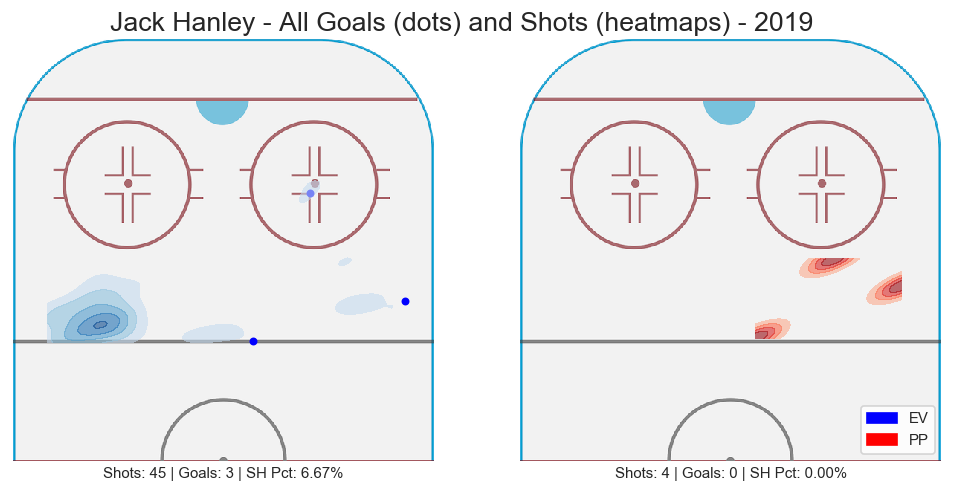 Jack Hanley - All Goals (dots) and Shots (heatmaps) - 2019
EV
PP
Shots: 45 | Goals: 3 | SH Pct: 6.67%
Shots: 4 | Goals: 0 | SH Pct: 0.00%